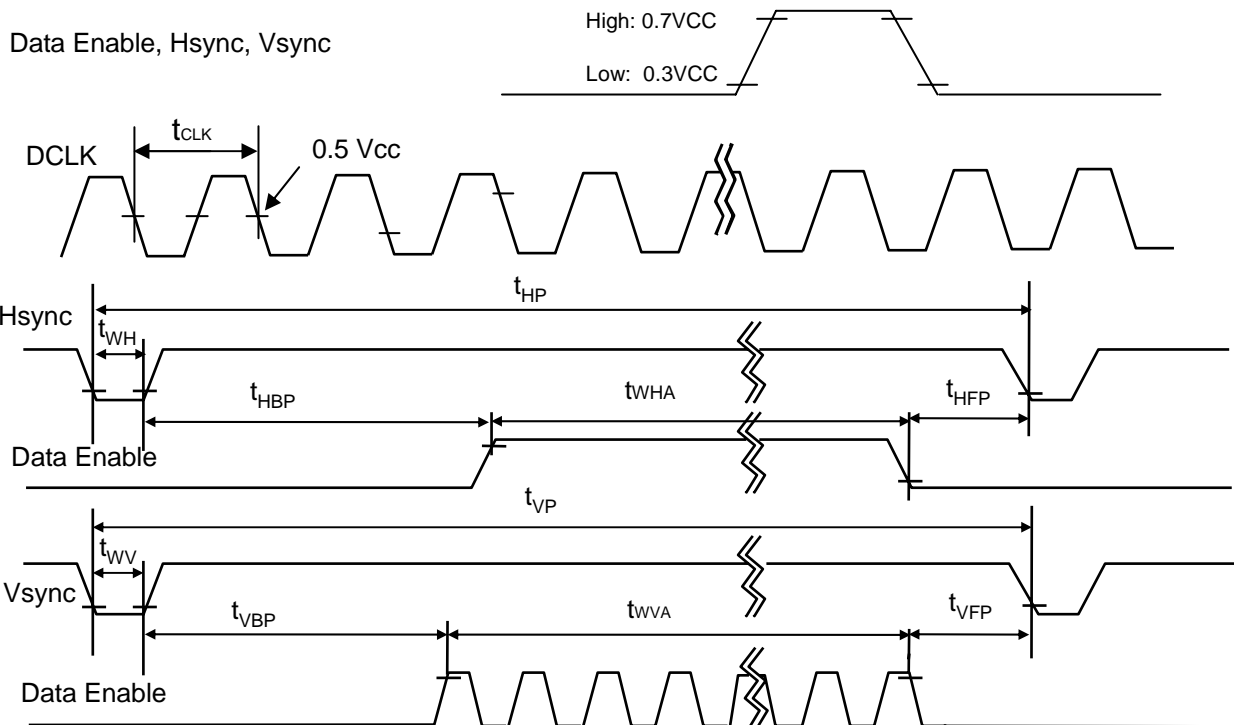 High: 0.7VCC
Data Enable, Hsync, Vsync
Low: 0.3VCC
tCLK
DCLK
0.5 Vcc
tHP
Hsync
tWH
tHBP
tWHA
tHFP
Data Enable
tVP
tWV
Vsync
tVBP
tWVA
tVFP
Data Enable